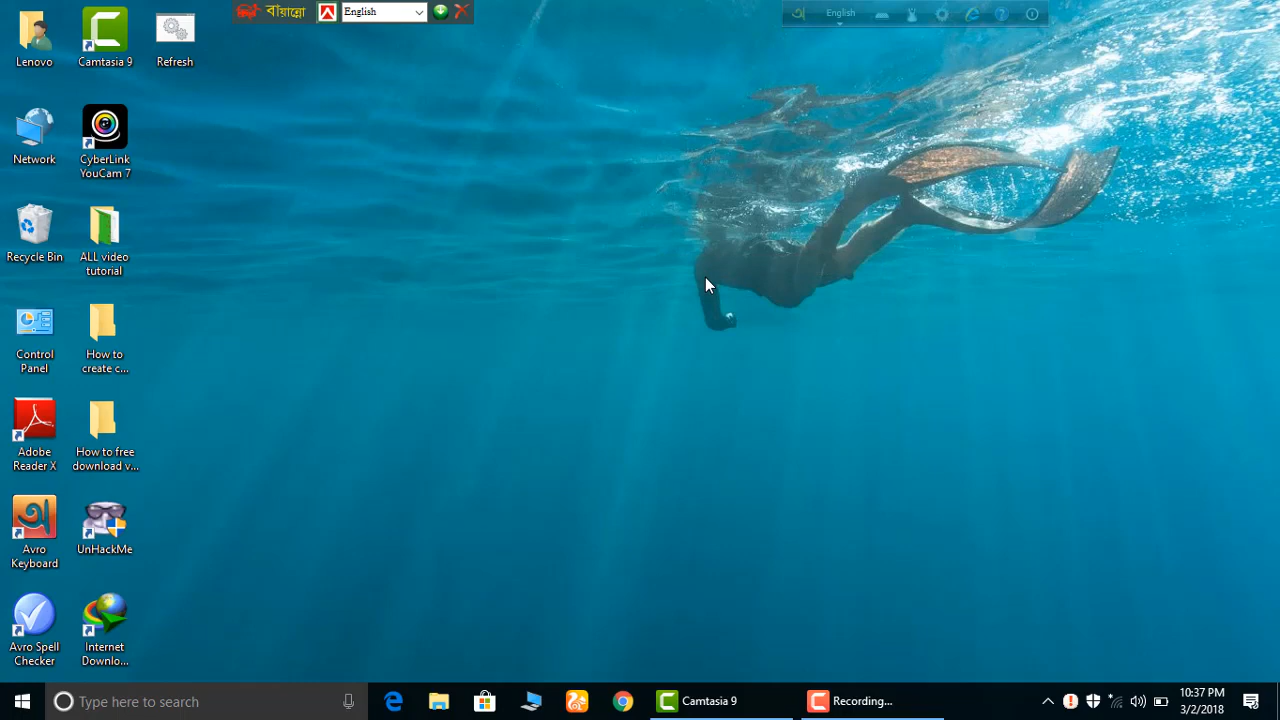 বায়ান্নো
English
English
Lenovo
Camtasia 9
Refresh
Network
CyberLink
YouCam 7
Recycle Bin
ALL video
tutorial
Control
Panel
How to
create c...
Adobe
Reader X
How to free
download v...
Avro
Keyboard
UnHackMe
Avro Spell
Checker
Internet
Downlo...
Type here to search
Camtasia 9
Recording...
10:37 PM
3/2/2018